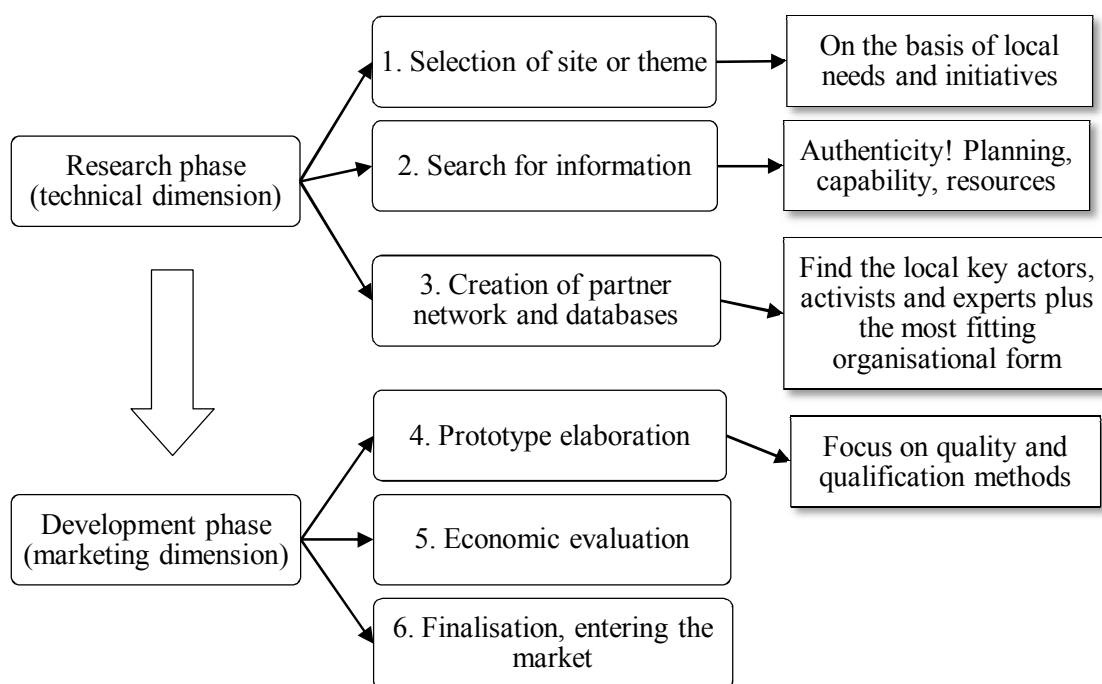 1. Selection of site or theme
On the basis of local
needs and initiatives
Research phase
(technical dimension)
2. Search for information
Authenticity! Planning,
capability, resources
3. Creation of partner
network and databases
Find the local key actors,
activists and experts plus
the most fitting
organisational form
4. Prototype elaboration
Focus on quality and
qualification methods
Development phase
(marketing dimension)
5. Economic evaluation
6. Finalisation, entering the
market